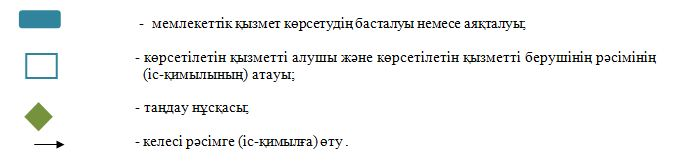 - мемлекеттік қызмет көрсетудің басталуы немесе аяқталуы;
- көрсетілетін қызметті алушы және көрсетілетін қызметті берушінің рәсімінің
(іс-қимылының) атауы;
- таңдау нұсқасы;
- келесі рәсімге (іс-қимылға) өту .